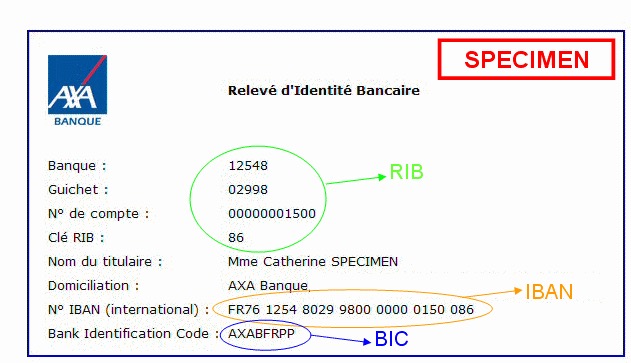 SPECIMEN
AXA
BANQUE
Relevé d'Identité Bancaire
Banque : 12548
Guichet : 02998
RIB
N° de compte : 00000001500
Clé RIB : 86
Nom du titulaire : Mme Catherine SPECIMEN
Domiciliation : AXA Banque
IBAN
N° IBAN (international) : FR76 1254 8029 9800 0000 0150 086
Bank Identification Code : AXABFRPP
BIC